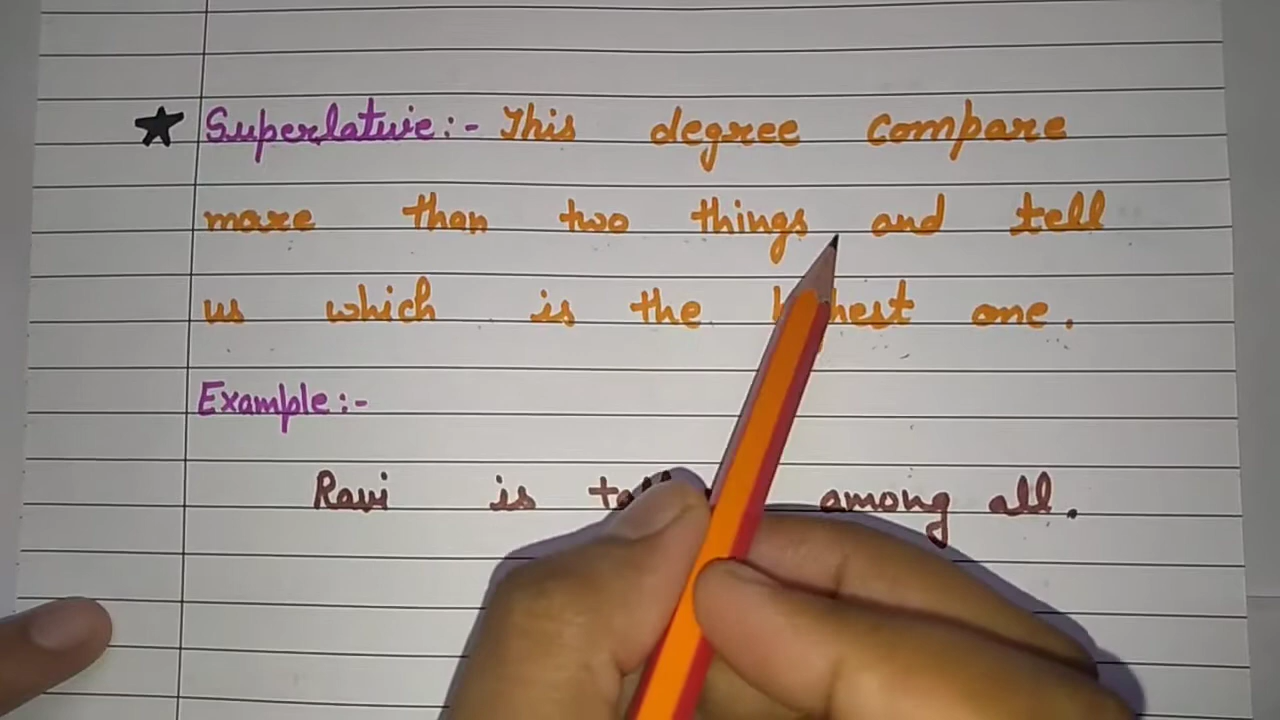 ★ Superlative:- This degree compare
more than two things and tell
us which is the one.
Example:-
Ravi is among all.